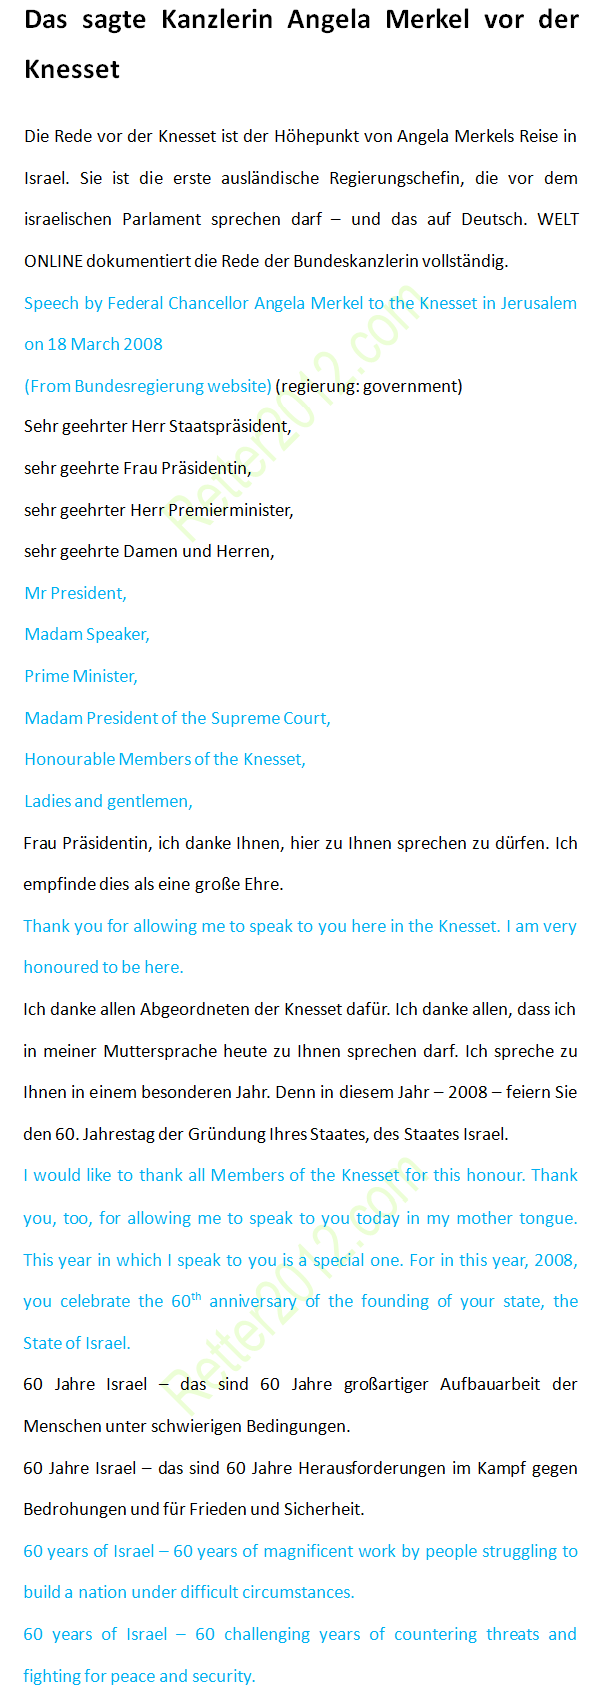 Das sagte Kanzlerin Angela Merkel vor der
Knesset
Die Rede vor der Knesset ist der Höhepunkt von Angela Merkels Reise in
Israel. Sie ist die erste ausländische Regierungschefin, die vor dem
israelischen Parlament sprechen darf – und das auf Deutsch. WELT
ONLINE dokumentiert die Rede der Bundeskanzlerin vollständig.
Speech by Federal Chancellor Angela Merkel to the Knesset in Jerusalem
on 18 March 2008
(From Bundesregierung website) (regierung: government)
Sehr geehrter Herr Staatspräsident,
sehr geehrte Frau Präsidentin,
sehr geehrter Herr Premierminister,
sehr geehrte Damen und Herren,
Retter2012.com
Mr President,
Madam Speaker,
Prime Minister,
Madam President of the Supreme Court,
Honourable Members of the Knesset,
Ladies and gentlemen,
Frau Präsidentin, ich danke Ihnen, hier zu Ihnen sprechen zu dürfen. Ich
empfinde dies als eine große Ehre.
Thank you for allowing me to speak to you here in the Knesset. I am very
honoured to be here.
Ich danke allen Abgeordneten der Knesset dafür. Ich danke allen, dass ich
in meiner Muttersprache heute zu Ihnen sprechen darf. Ich spreche zu
Ihnen in einem besonderen Jahr. Denn in diesem Jahr – 2008 – feiern Sie
den 60. Jahrestag der Gründung Ihres Staates, des Staates Israel.
I would like to thank all Members of the Knesset for this honour. Thank
you, too, for allowing me to speak to you today in my mother tongue.
This year in which I speak to you is a special one. For in this year, 2008,
you celebrate the 60th anniversary of the founding of your state, the
State of Israel.
Retter2012.com
60 Jahre Israel – das sind 60 Jahre großartiger Aufbauarbeit der
Menschen unter schwierigen Bedingungen.
60 Jahre Israel – das sind 60 Jahre Herausforderungen im Kampf gegen
Bedrohungen und für Frieden und Sicherheit.
60 years of Israel – 60 years of magnificent work by people struggling to
build a nation under difficult circumstances.
60 years of Israel – 60 challenging years of countering threats and
fighting for peace and security.